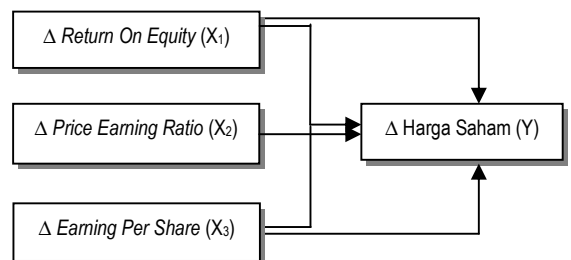 Δ Return On Equity (X₁)
Δ Price Earning Ratio (X₂)
Δ Harga Saham (Y)
Δ Earning Per Share (X₃)